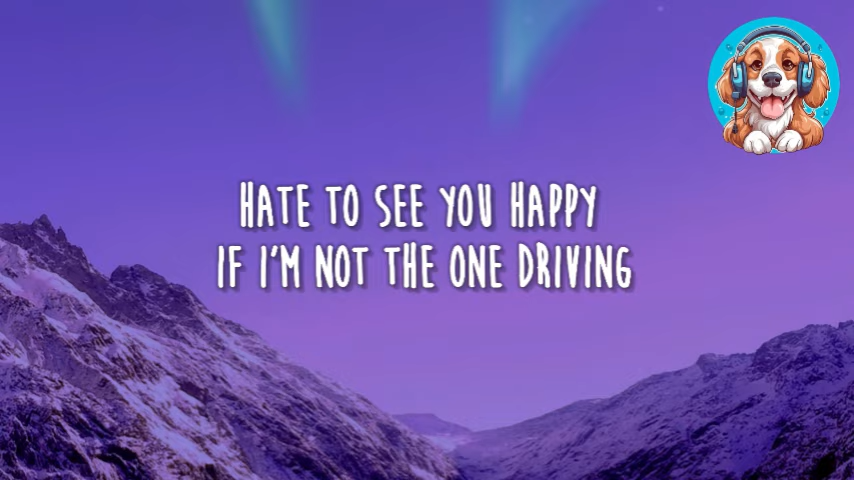 HATE TO SEE YOU HAPPY
IF I'M NOT THE ONE DRIVING